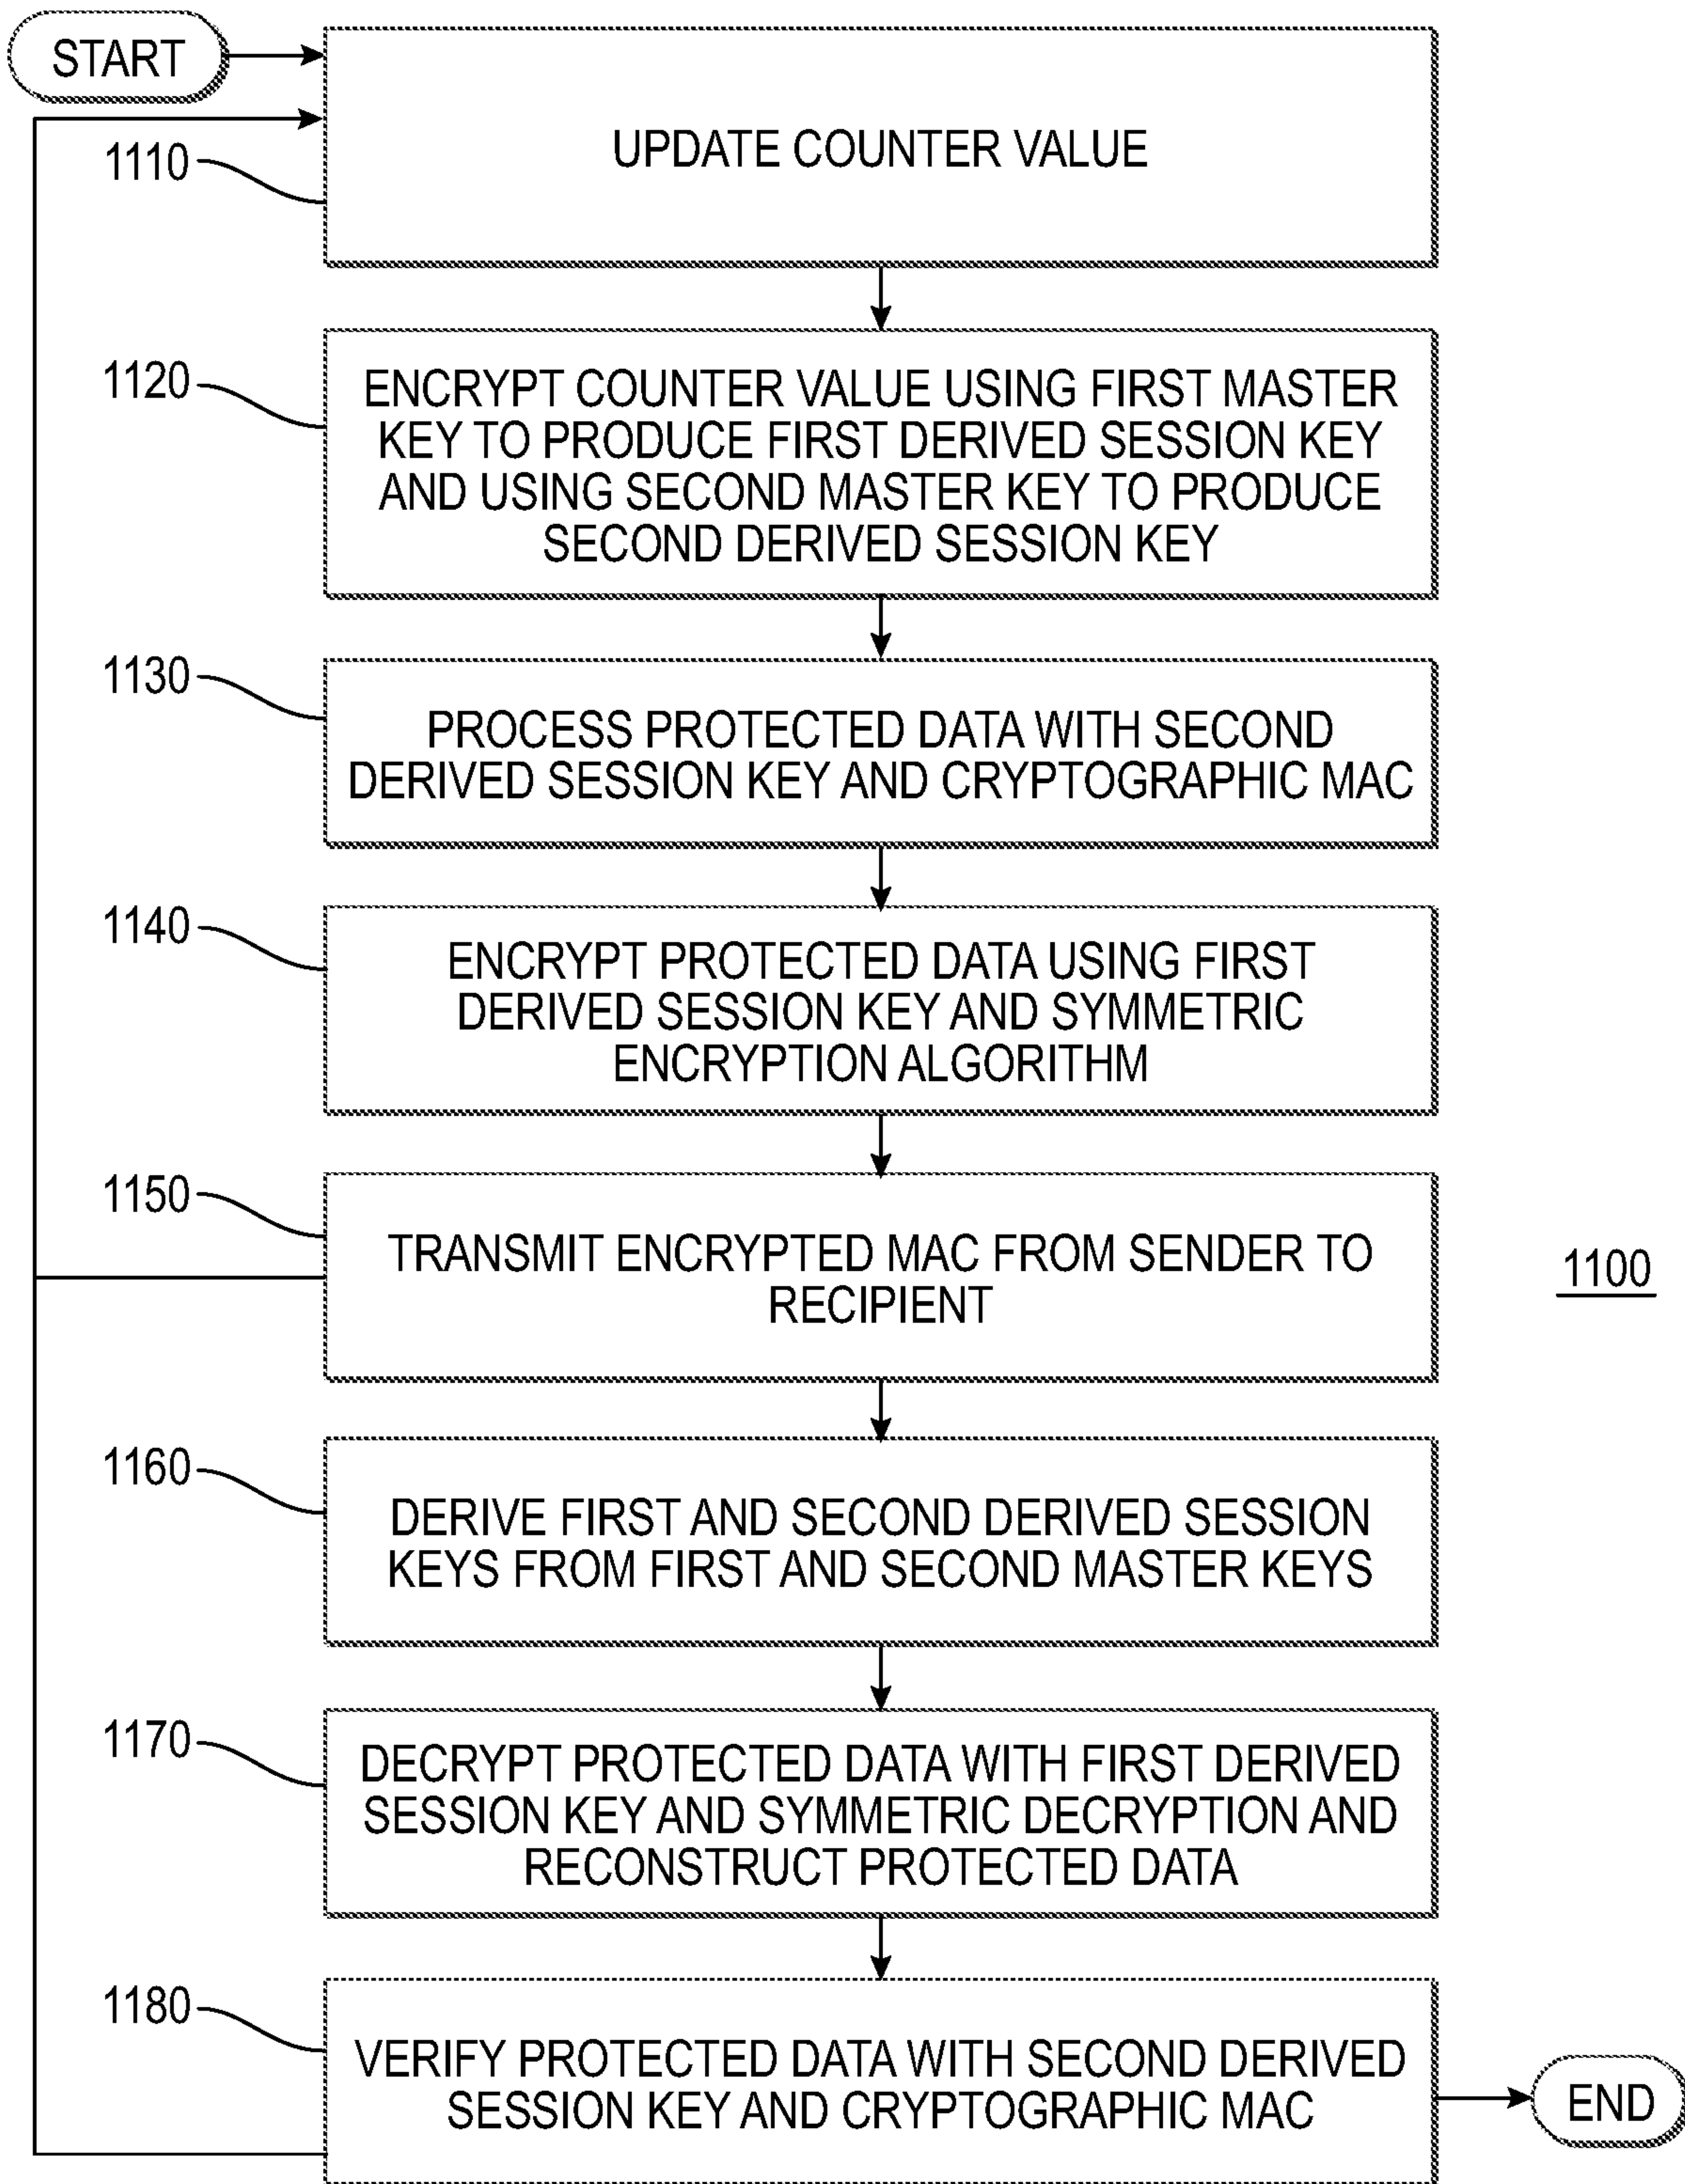 START
UPDATE COUNTER VALUE
1110
1120
ENCRYPT COUNTER VALUE USING FIRST MASTER
KEY TO PRODUCE FIRST DERIVED SESSION KEY
AND USING SECOND MASTER KEY TO PRODUCE
SECOND DERIVED SESSION KEY
1130
PROCESS PROTECTED DATA WITH SECOND
DERIVED SESSION KEY AND CRYPTOGRAPHIC MAC
1140
ENCRYPT PROTECTED DATA USING FIRST
DERIVED SESSION KEY AND SYMMETRIC
ENCRYPTION ALGORITHM
1150
TRANSMIT ENCRYPTED MAC FROM SENDER TO
RECIPIENT
1100
1160
DERIVE FIRST AND SECOND DERIVED SESSION
KEYS FROM FIRST AND SECOND MASTER KEYS
1170
DECRYPT PROTECTED DATA WITH FIRST DERIVED
SESSION KEY AND SYMMETRIC DECRYPTION AND
RECONSTRUCT PROTECTED DATA
1180
VERIFY PROTECTED DATA WITH SECOND DERIVED
SESSION KEY AND CRYPTOGRAPHIC MAC
END